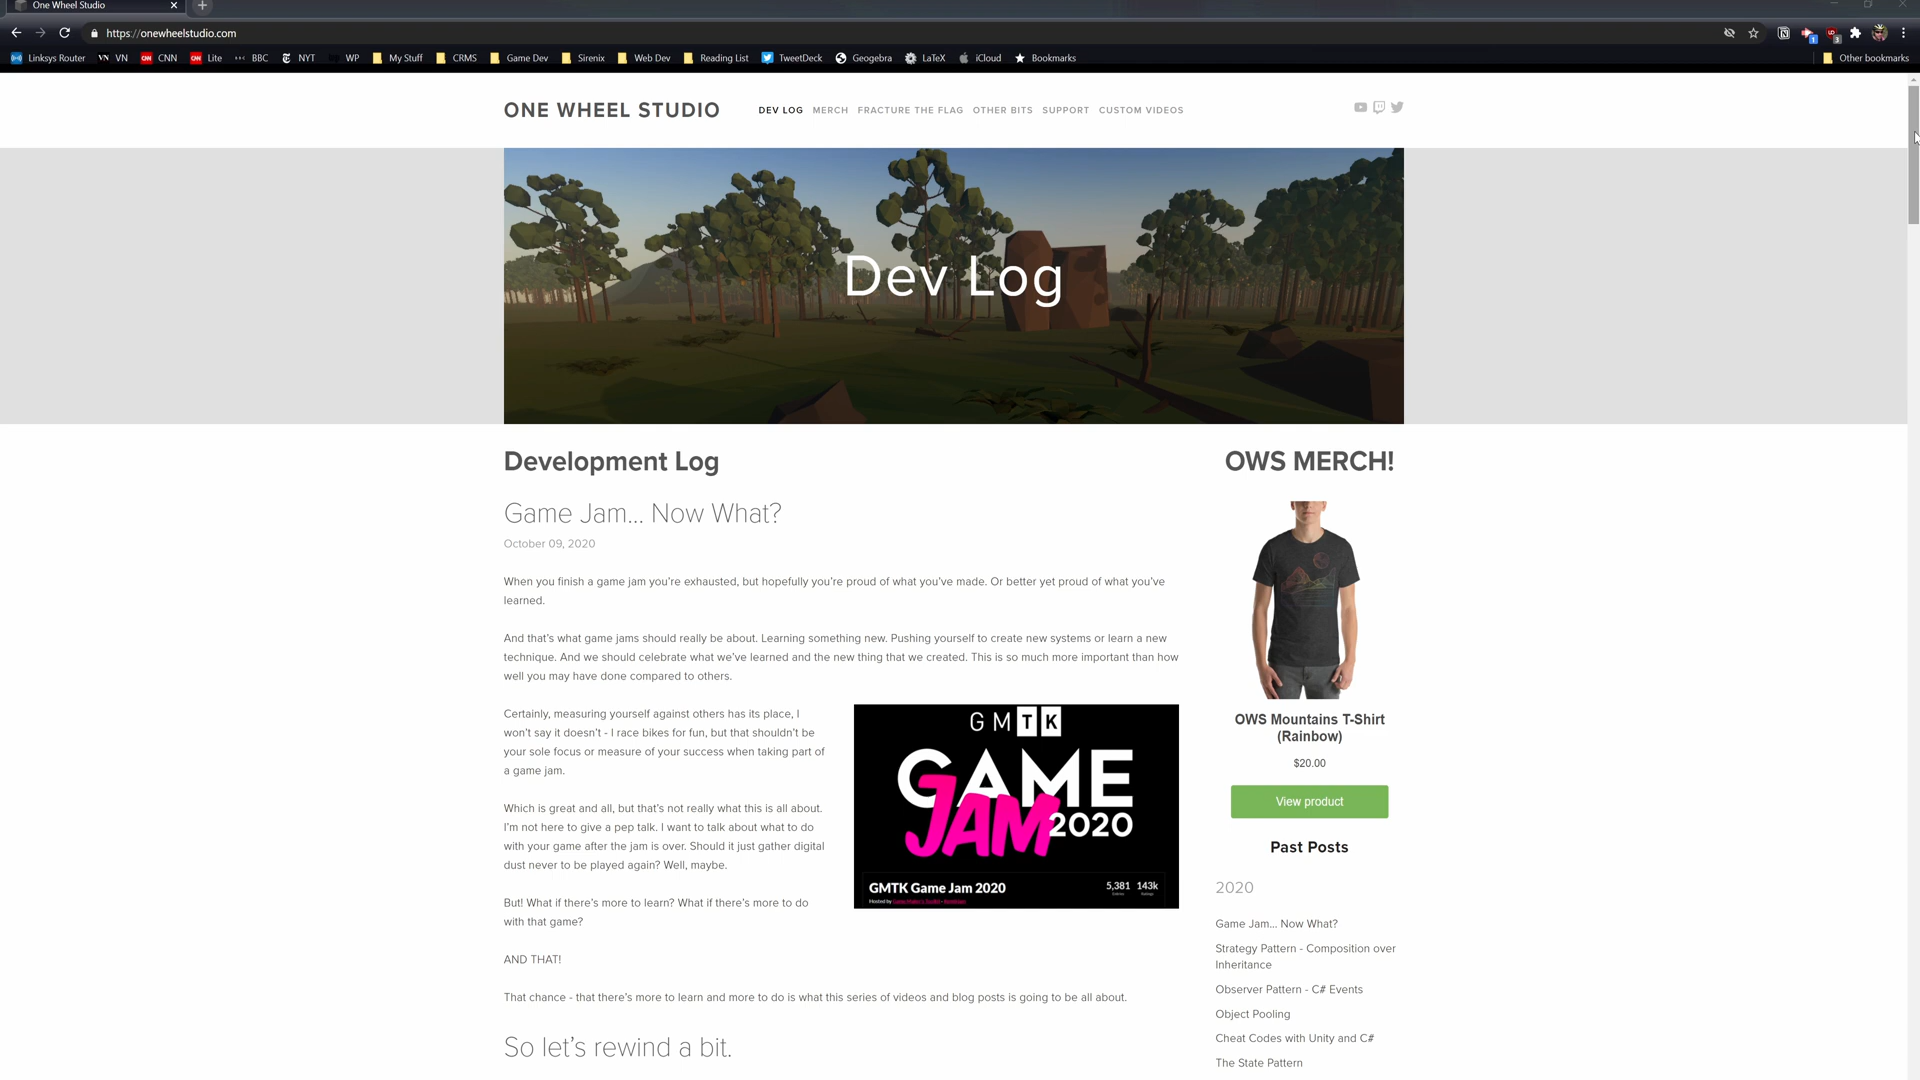 One Wheel Studio
https://onewheelstudio.com
Linksys Router VN VN CNN Lite BBC NYT WP My Stuff CRMS Game Dev Sirenix Web Dev Reading List TweetDeck Geogebra LaTeX iCloud Bookmarks Other bookmarks
ONE WHEEL STUDIO
DEV LOG MERCH FRACTURE THE FLAG OTHER BITS SUPPORT CUSTOM VIDEOS
Dev Log
Development Log
Game Jam... Now What?
October 09, 2020
When you finish a game jam you're exhausted, but hopefully you're proud of what you've made. Or better yet proud of what you've
learned.
And that's what game jams should really be about. Learning something new. Pushing yourself to create new systems or learn a new
technique. And we should celebrate what we've learned and the new thing that we created. This is so much more important than how
well you may have done compared to others.
Certainly, measuring yourself against others has its place, I
won't say it doesn't - I race bikes for fun, but that shouldn't be
your sole focus or measure of your success when taking part of
a game jam.
Which is great and all, but that's not really what this is all about.
I'm not here to give a pep talk. I want to talk about what to do
with your game after the jam is over. Should it just gather digital
dust never to be played again? Well, maybe.
But! What if there's more to learn? What if there's more to do
with that game?
AND THAT!
That chance - that there's more to learn and more to do is what this series of videos and blog posts is going to be all about.
So let's rewind a bit.
GMTK
GAME
JAM 2020
GMTK Game Jam 2020
5,381 143k
Entries Ratings
Hosted by Game Maker's Toolkit
OWS MERCH!
OWS Mountains T-Shirt
(Rainbow)
$20.00
View product
Past Posts
2020
Game Jam... Now What?
Strategy Pattern - Composition over
Inheritance
Observer Pattern - C# Events
Object Pooling
Cheat Codes with Unity and C#
The State Pattern